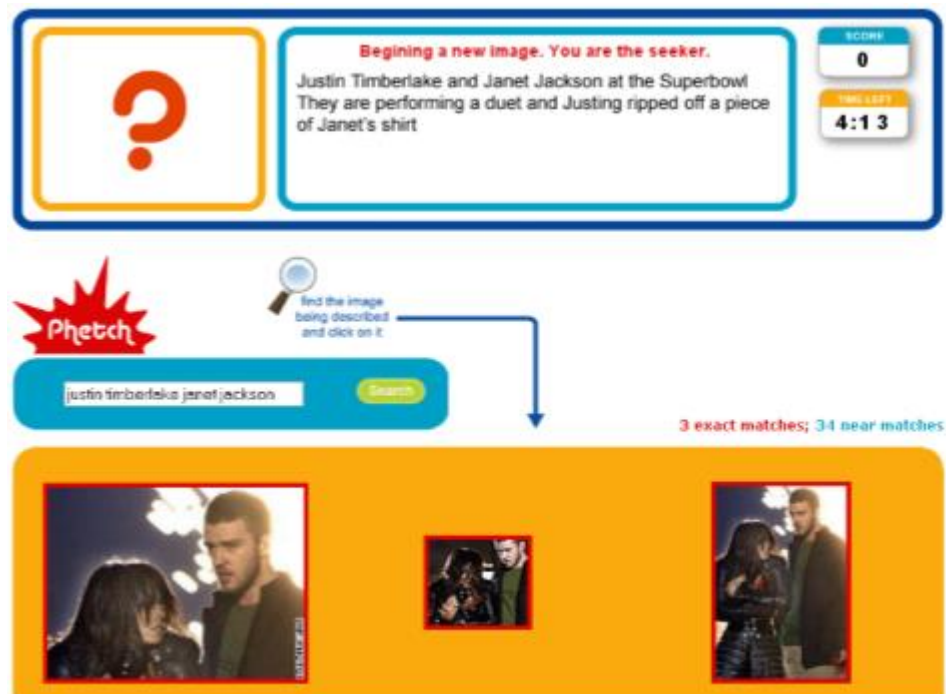 Begining a new image. You are the seeker.
Justin Timberlake and Janet Jackson at the Superbowl
They are performing a duet and Justing ripped off a piece
of Janet's shirt
SCORE
0
TIME LEFT
4:13
?
find the image
being described
and click on it
Phetch
justin timberlake janet jackson
Search
3 exact matches; 34 near matches